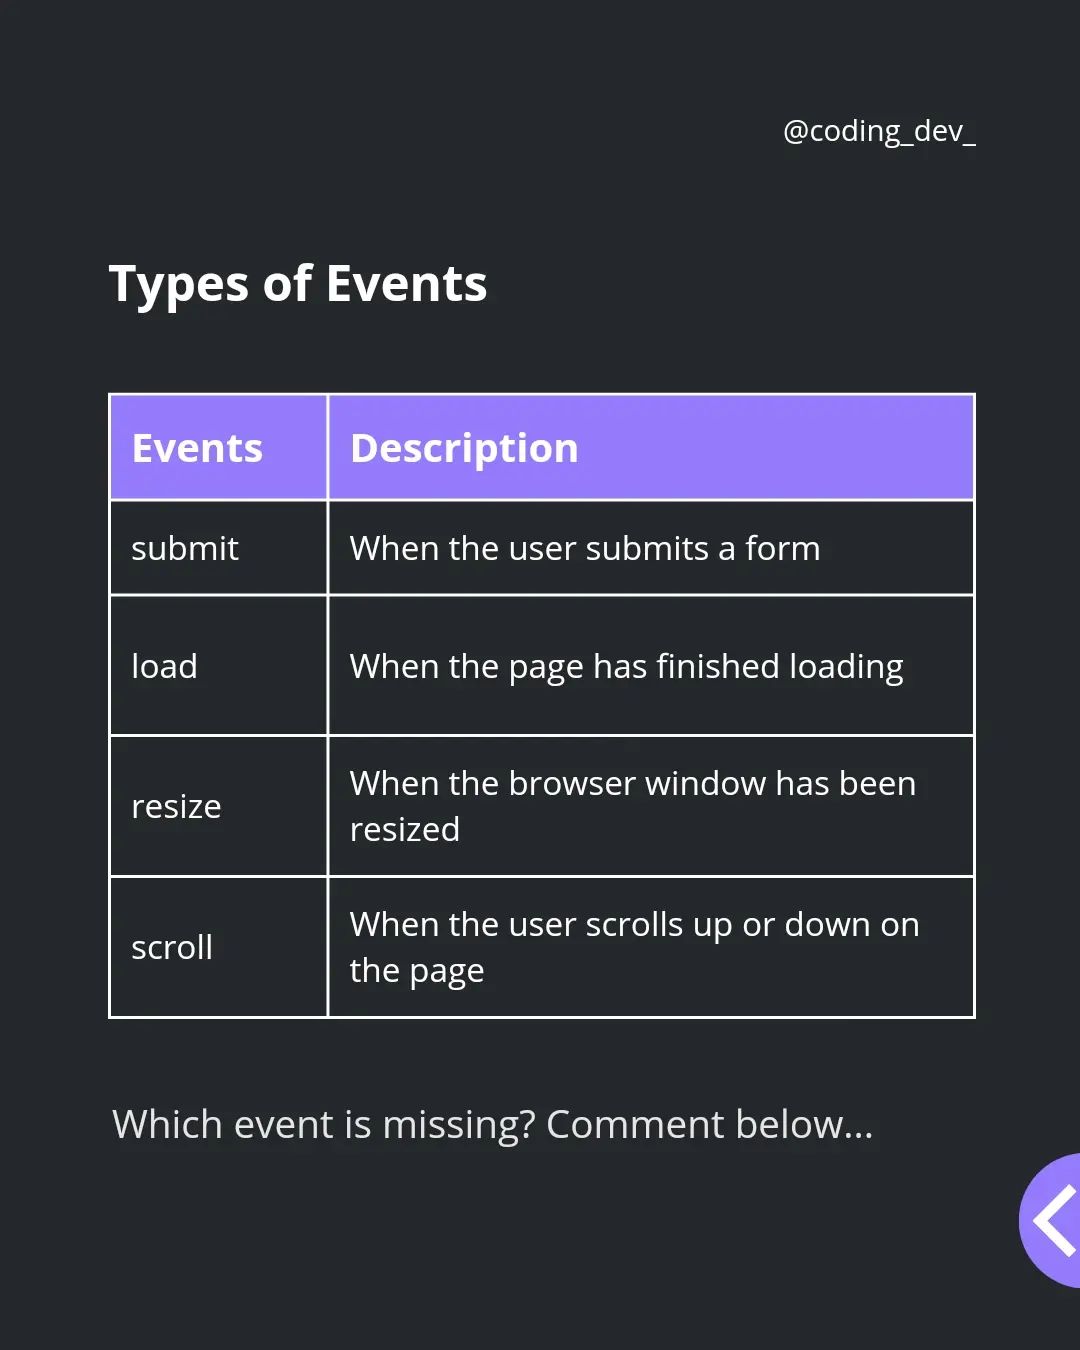 @coding_dev_
Types of Events
Events Description
submit When the user submits a form
load When the page has finished loading
resize When the browser window has been
resized
scroll When the user scrolls up or down on
the page
Which event is missing? Comment below...